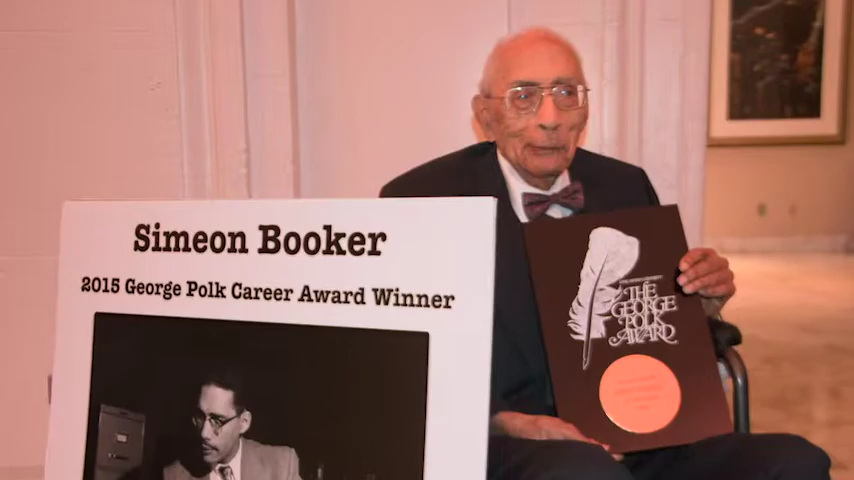 Simeon Booker
2015 George Polk Career Award Winner
THE
GEORGE
POLK
AWARD